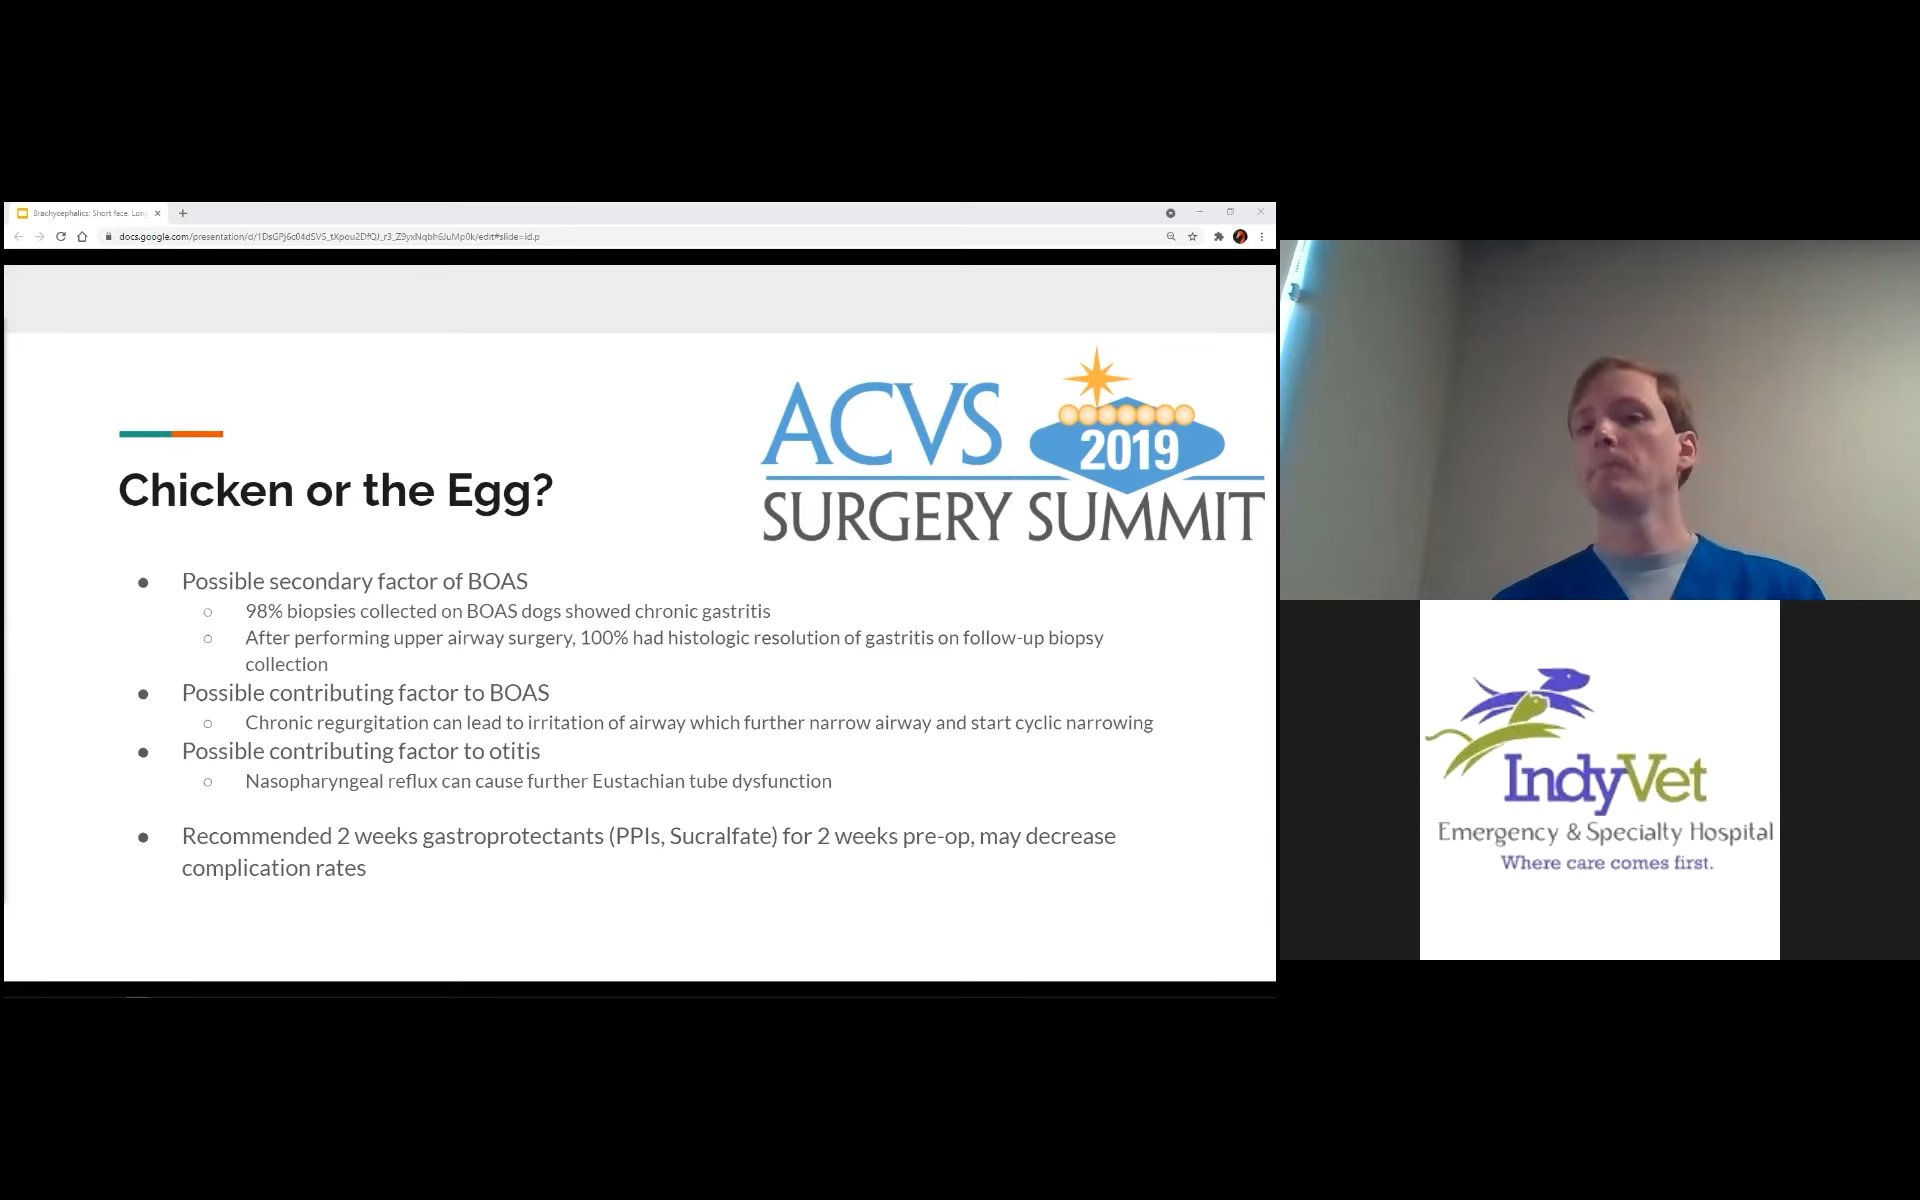 Brachycephalics: Short face, Lon
docs.google.com/presentation/d/
Chicken or the Egg?
ACVS
2019
SURGERY SUMMIT
● Possible secondary factor of BOAS
○ 98% biopsies collected on BOAS dogs showed chronic gastritis
○ After performing upper airway surgery, 100% had histologic resolution of gastritis on follow-up biopsy
collection
● Possible contributing factor to BOAS
○ Chronic regurgitation can lead to irritation of airway which further narrow airway and start cyclic narrowing
● Possible contributing factor to otitis
○ Nasopharyngeal reflux can cause further Eustachian tube dysfunction
● Recommended 2 weeks gastroprotectants (PPIs, Sucralfate) for 2 weeks pre-op, may decrease
complication rates
IndyVet
Emergency & Specialty Hospital
Where care comes first.